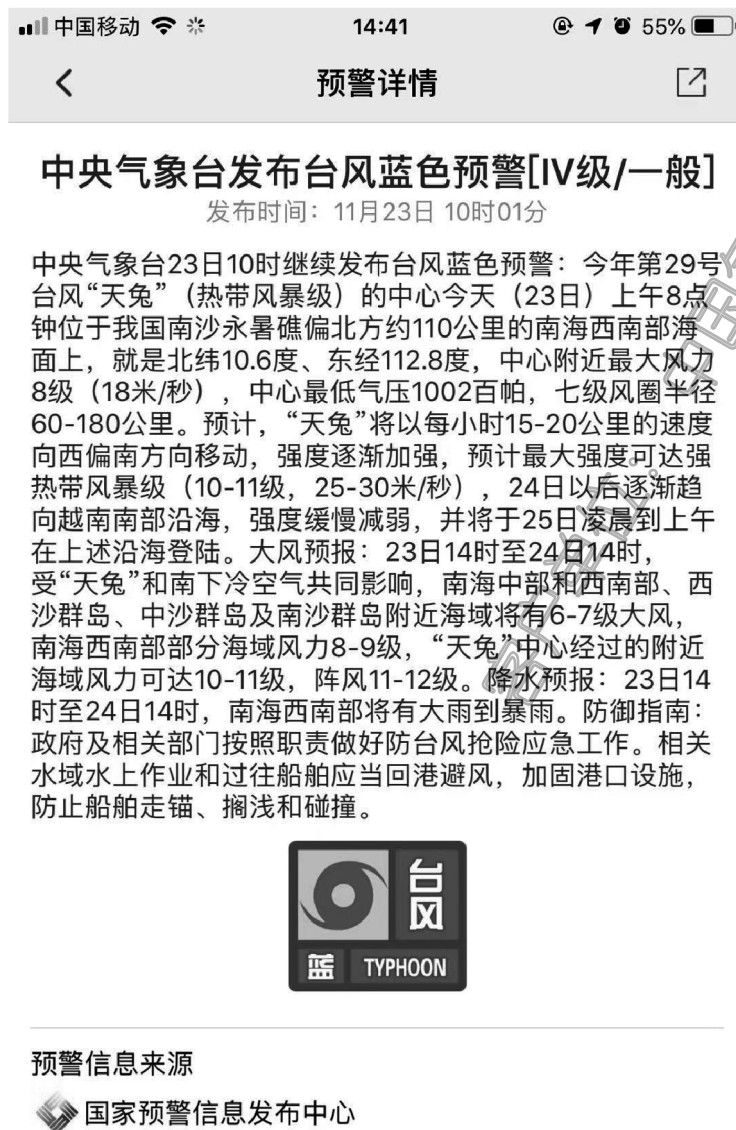 中国移动 14:41 55%
预警详情
中央气象台发布台风蓝色预警[IV级/一般]
发布时间：11月23日 10时01分
中央气象台23日10时继续发布台风蓝色预警：今年第29号
台风“天兔”（热带风暴级）的中心今天（23日）上午8点
钟位于我国南沙永暑礁偏北方约110公里的南海西南部海
面上，就是北纬10.6度、东经112.8度，中心附近最大风力
8级（18米/秒），中心最低气压1002百帕，七级风圈半径
60-180公里。预计，“天兔”将以每小时15-20公里的速度
向西偏南方向移动，强度逐渐加强，预计最大强度可达强
热带风暴级（10-11级，25-30米/秒），24日以后逐渐趋
向越南南部沿海，强度缓慢减弱，并将于25日凌晨到上午
在上述沿海登陆。大风预报：23日14时至24日14时，
受“天兔”和南下冷空气共同影响，南海中部和西南部、西
沙群岛、中沙群岛及南沙群岛附近海域将有6-7级大风，
南海西南部部分海域风力8-9级，“天兔”中心经过的附近
海域风力可达10-11级，阵风11-12级。降水预报：23日14
时至24日14时，南海西南部将有大雨到暴雨。防御指南：
政府及相关部门按照职责做好防台风抢险应急工作。相关
水域水上作业和过往船舶应当回港避风，加固港口设施，
防止船舶走锚、搁浅和碰撞。
台风
蓝 TYPHOON
预警信息来源
国家预警信息发布中心
客户单位：
中国